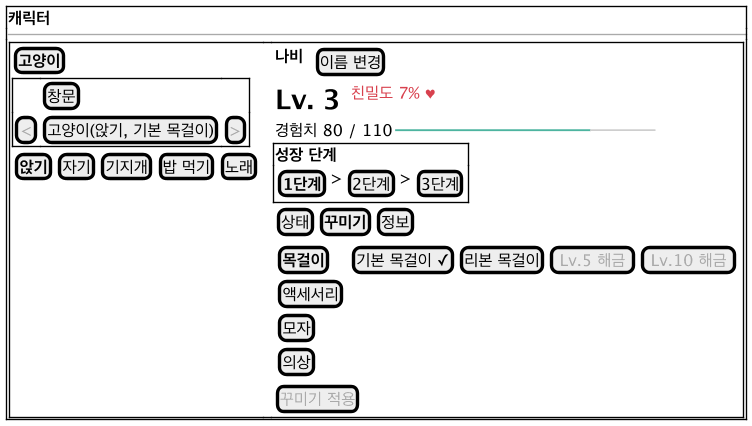 캐릭터
고양이
창문
< 고양이(앉기, 기본 목걸이) >
앉기 자기 기지개 밥 먹기 노래
나비 이름 변경
Lv. 3 친밀도 7% ♥
경험치 80 / 110
성장 단계
1단계 > 2단계 > 3단계
상태 꾸미기 정보
목걸이 기본 목걸이 ✓ 리본 목걸이 Lv.5 해금 Lv.10 해금
액세서리
모자
의상
꾸미기 적용